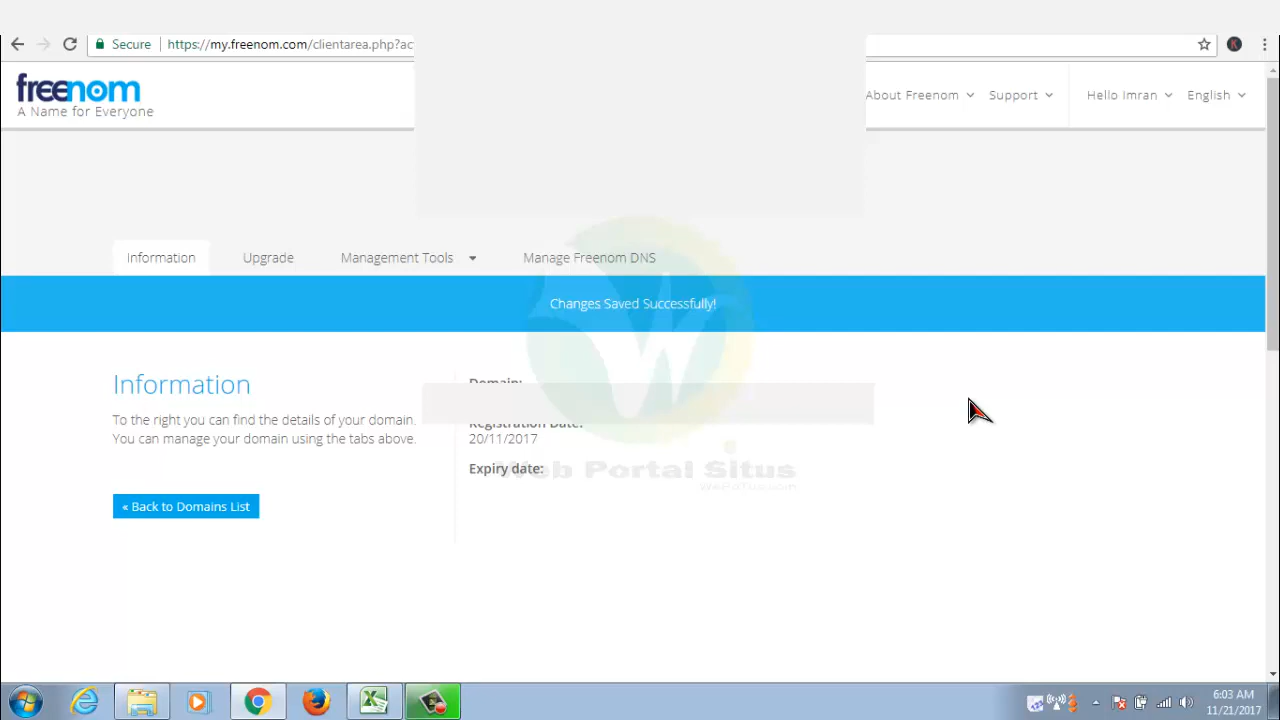 Secure
https://my.freenom.com/clientarea.php?ac
freenom
A Name for Everyone
About Freenom
Support
Hello Imran
English
Information
Upgrade
Management Tools
Manage Freenom DNS
Changes Saved Successfully!
Information
To the right you can find the details of your domain.
You can manage your domain using the tabs above.
« Back to Domains List
Domain:
Registration Date:
20/11/2017
Expiry date:
Web Portal Situs
WePoTus.com
K
6:03 AM
11/21/2017